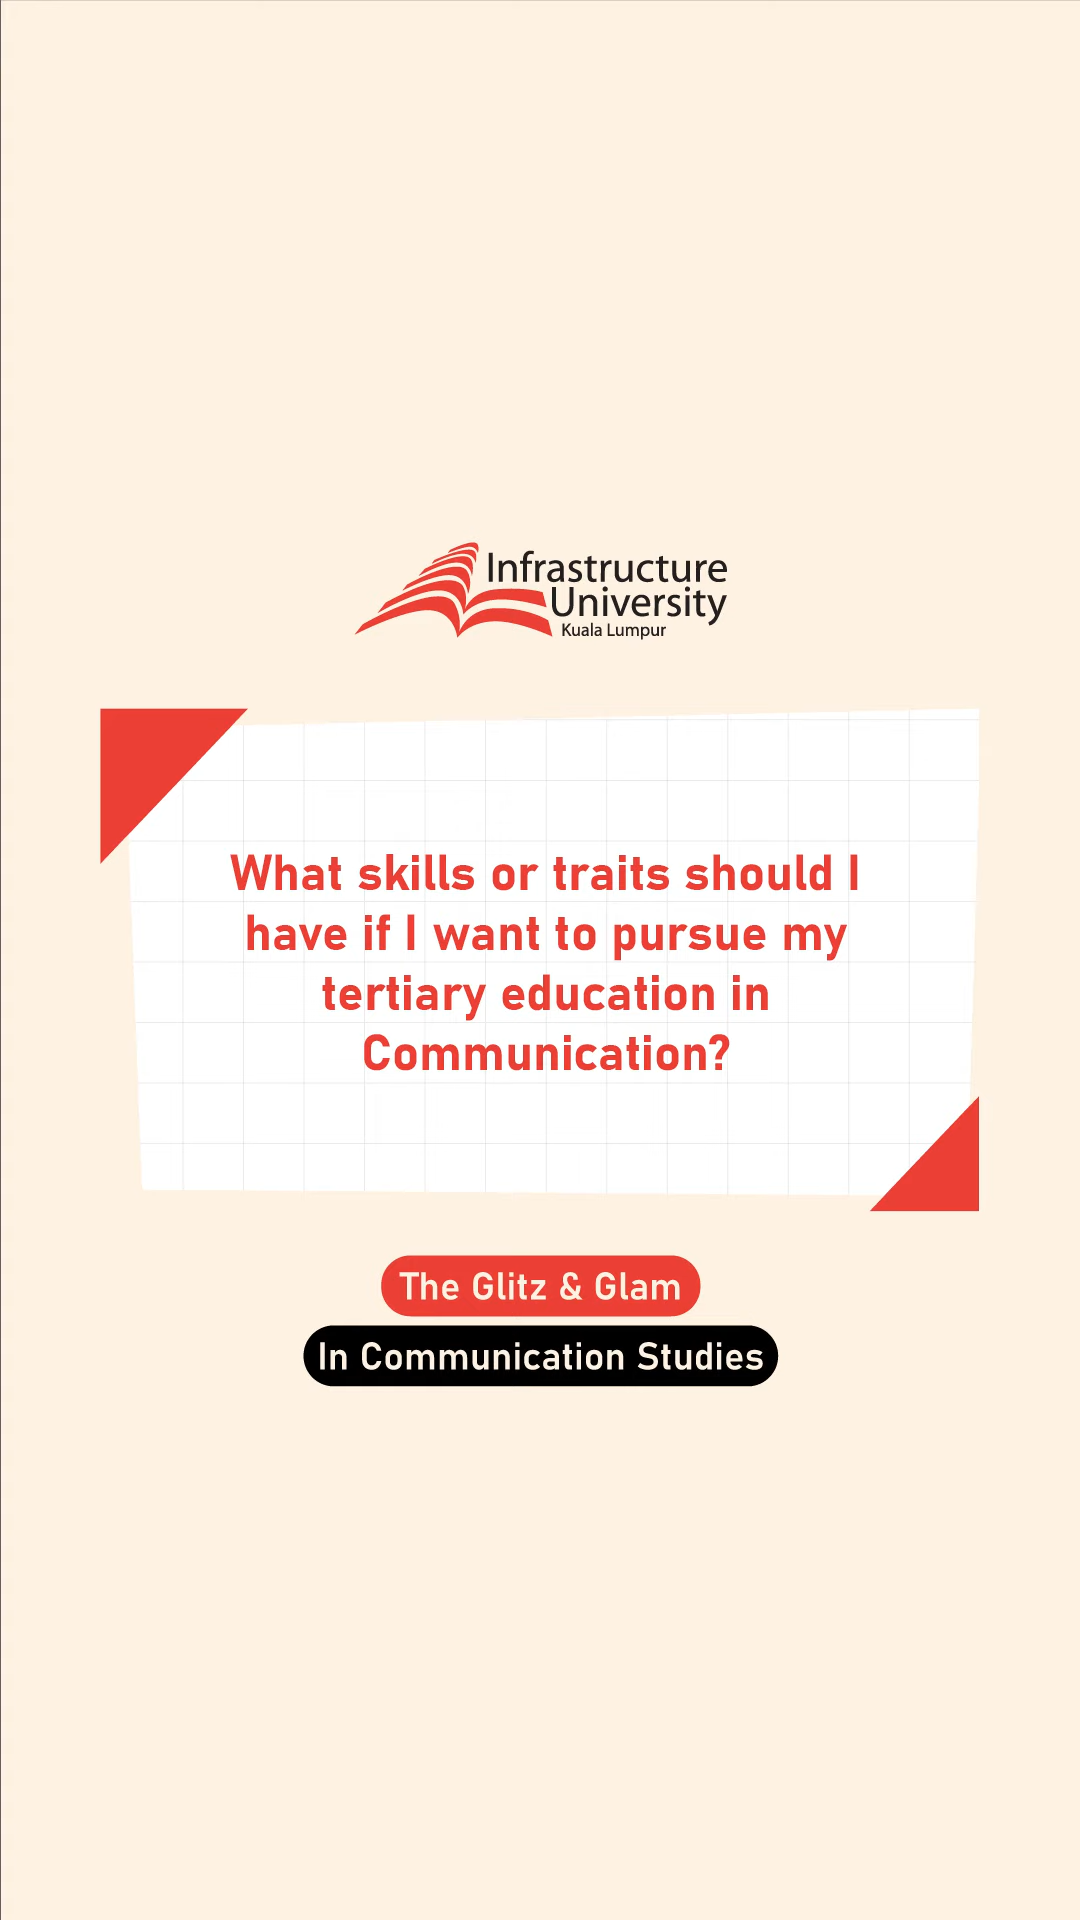 Infrastructure
University
Kuala Lumpur
What skills or traits should I
have if I want to pursue my
tertiary education in
Communication?
The Glitz & Glam
In Communication Studies